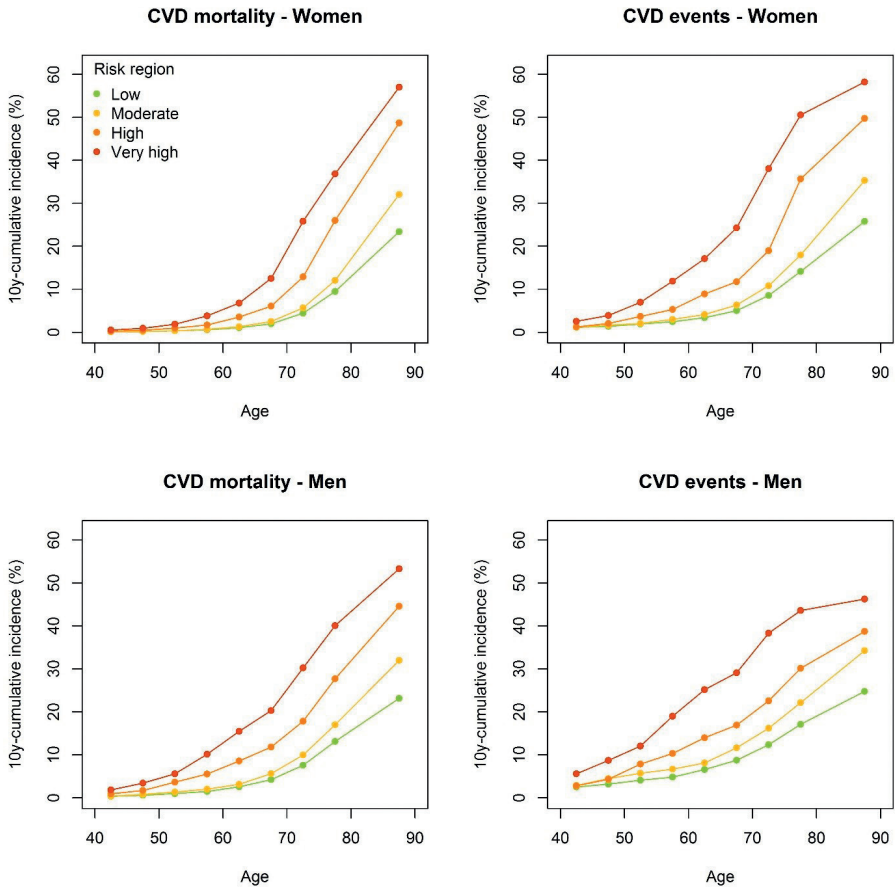 CVD mortality - Women
10y-cumulative incidence (%)
60
50
40
30
20
10
0
Risk region
Low
Moderate
High
Very high
40 50 60 70 80 90
Age
CVD events - Women
10y-cumulative incidence (%)
60
50
40
30
20
10
0
40 50 60 70 80 90
Age
CVD mortality - Men
10y-cumulative incidence (%)
60
50
40
30
20
10
0
40 50 60 70 80 90
Age
CVD events - Men
10y-cumulative incidence (%)
60
50
40
30
20
10
0
40 50 60 70 80 90
Age